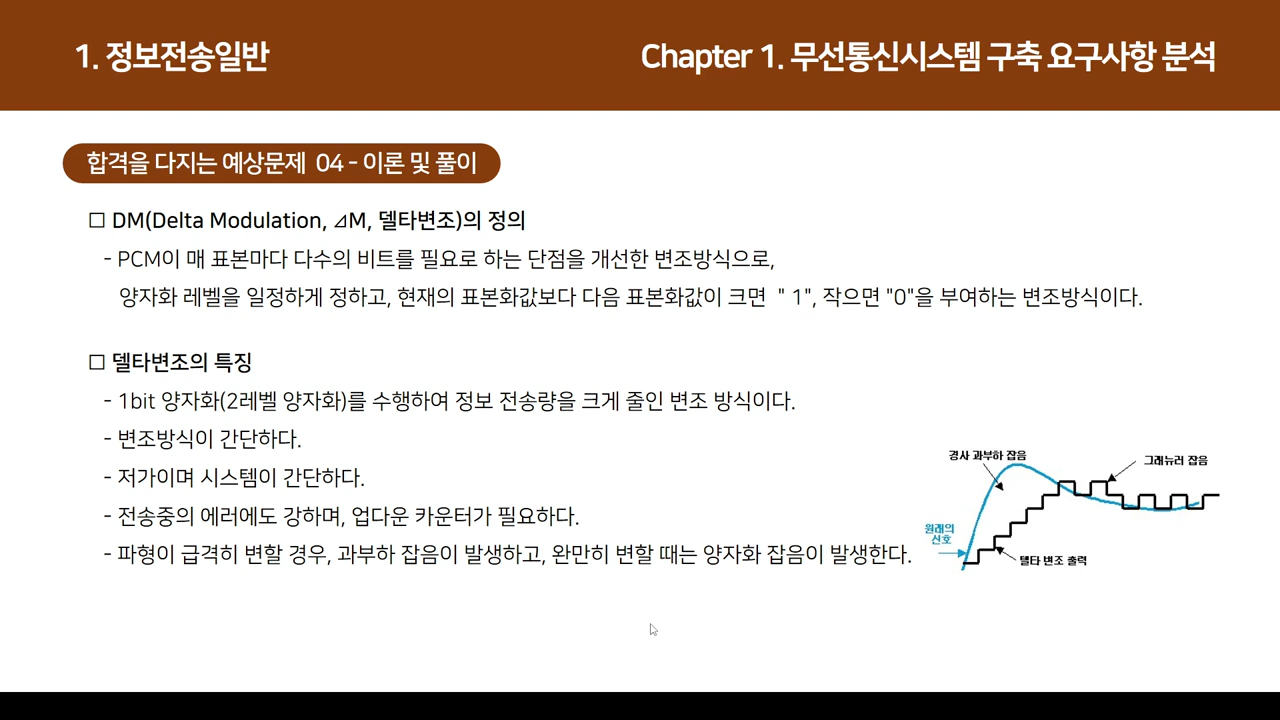 1. 정보전송일반
Chapter 1. 무선통신시스템 구축 요구사항 분석
합격을 다지는 예상문제 04 - 이론 및 풀이
□ DM(Delta Modulation, ⊿M, 델타변조)의 정의
- PCM이 매 표본마다 다수의 비트를 필요로 하는 단점을 개선한 변조방식으로,
양자화 레벨을 일정하게 정하고, 현재의 표본화값보다 다음 표본화값이 크면 " 1", 작으면 "0"을 부여하는 변조방식이다.
□ 델타변조의 특징
- 1bit 양자화(2레벨 양자화)를 수행하여 정보 전송량을 크게 줄인 변조 방식이다.
- 변조방식이 간단하다.
- 저가이며 시스템이 간단하다.
- 전송중의 에러에도 강하며, 업다운 카운터가 필요하다.
- 파형이 급격히 변할 경우, 과부하 잡음이 발생하고, 완만히 변할 때는 양자화 잡음이 발생한다.
경사 과부하 잡음
그래뉴러 잡음
원래의
신호
델타 변조 출력